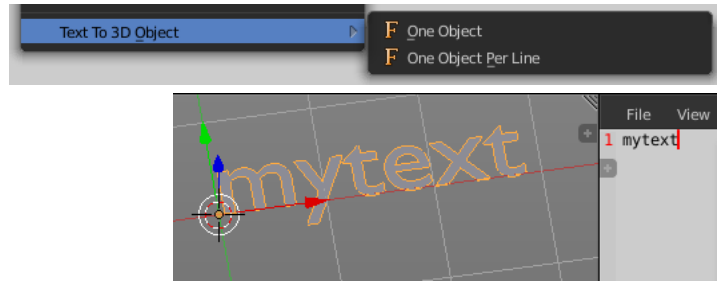 Text To 3D Object
F One Object
F One Object Per Line
mytext
File View
1 mytext